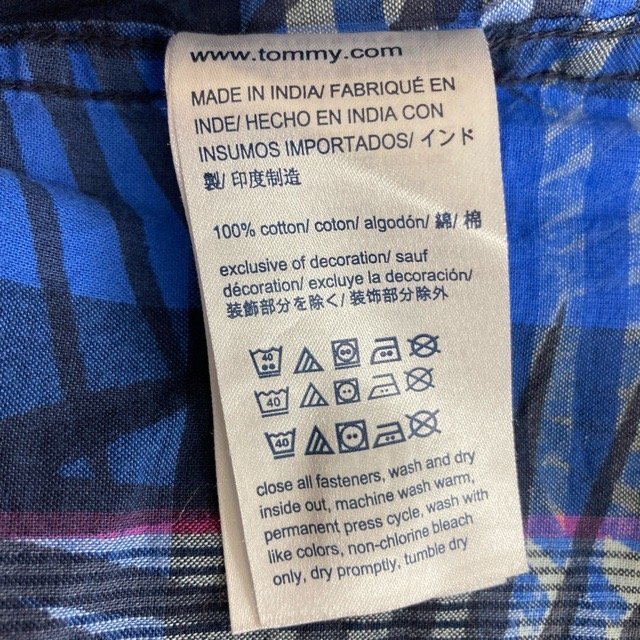 www.tommy.com
MADE IN INDIA/ FABRIQUÉ EN
INDE/ HECHO EN INDIA CON
INSUMOS IMPORTADOS/ インド
製/ 印度制造
100% cotton/ coton/ algodón/ 綿/ 棉
exclusive of decoration/ sauf
décoration/ excluye la decoración/
装飾部分を除く/ 装饰部分除外
40
40
40
close all fasteners, wash and dry
inside out, machine wash warm,
permanent press cycle, wash with
like colors, non-chlorine bleach
only, dry promptly, tumble dry